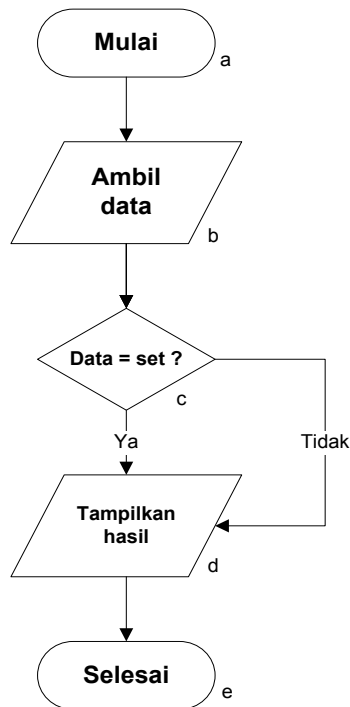 Mulai
a
Ambil
data
b
Data = set ?
c
Ya
Tidak
Tampilkan
hasil
d
Selesai
e